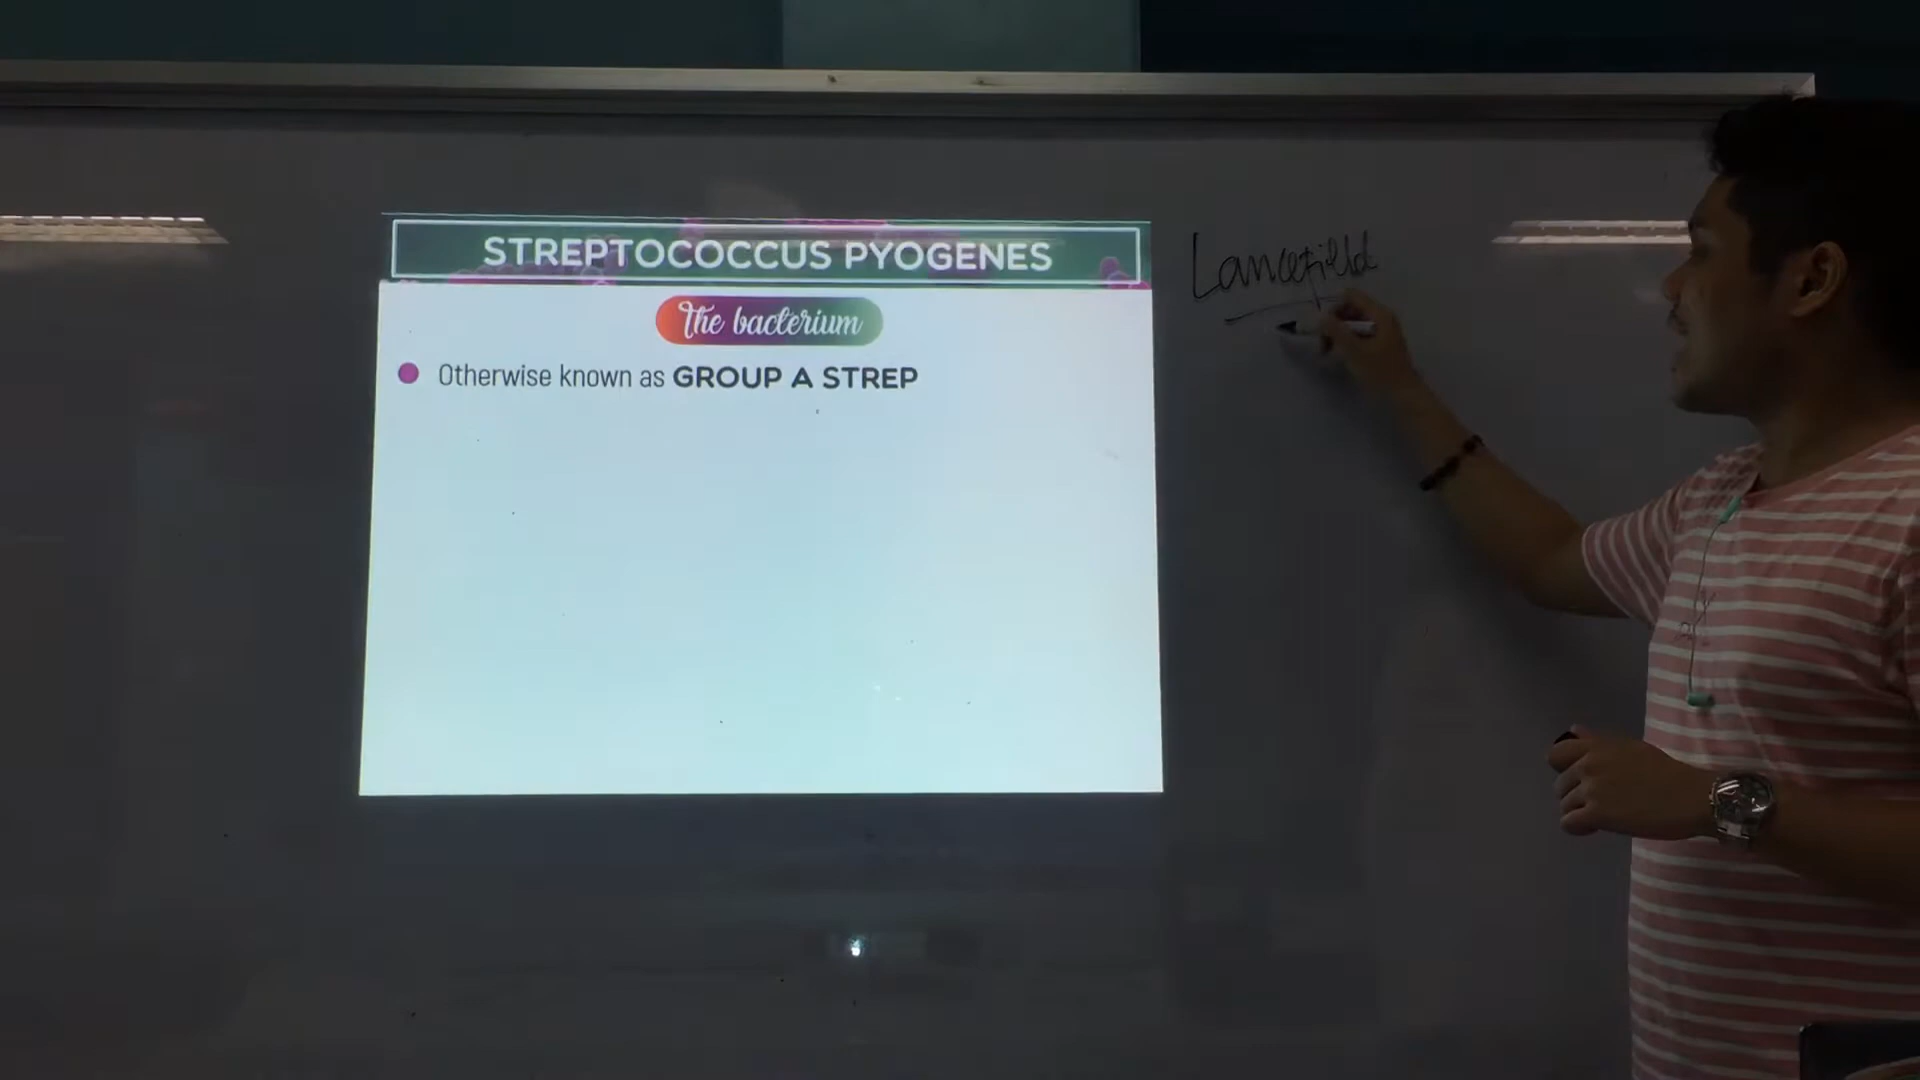 STREPTOCOCCUS PYOGENES
The bacterium
Otherwise known as GROUP A STREP
Lancefield